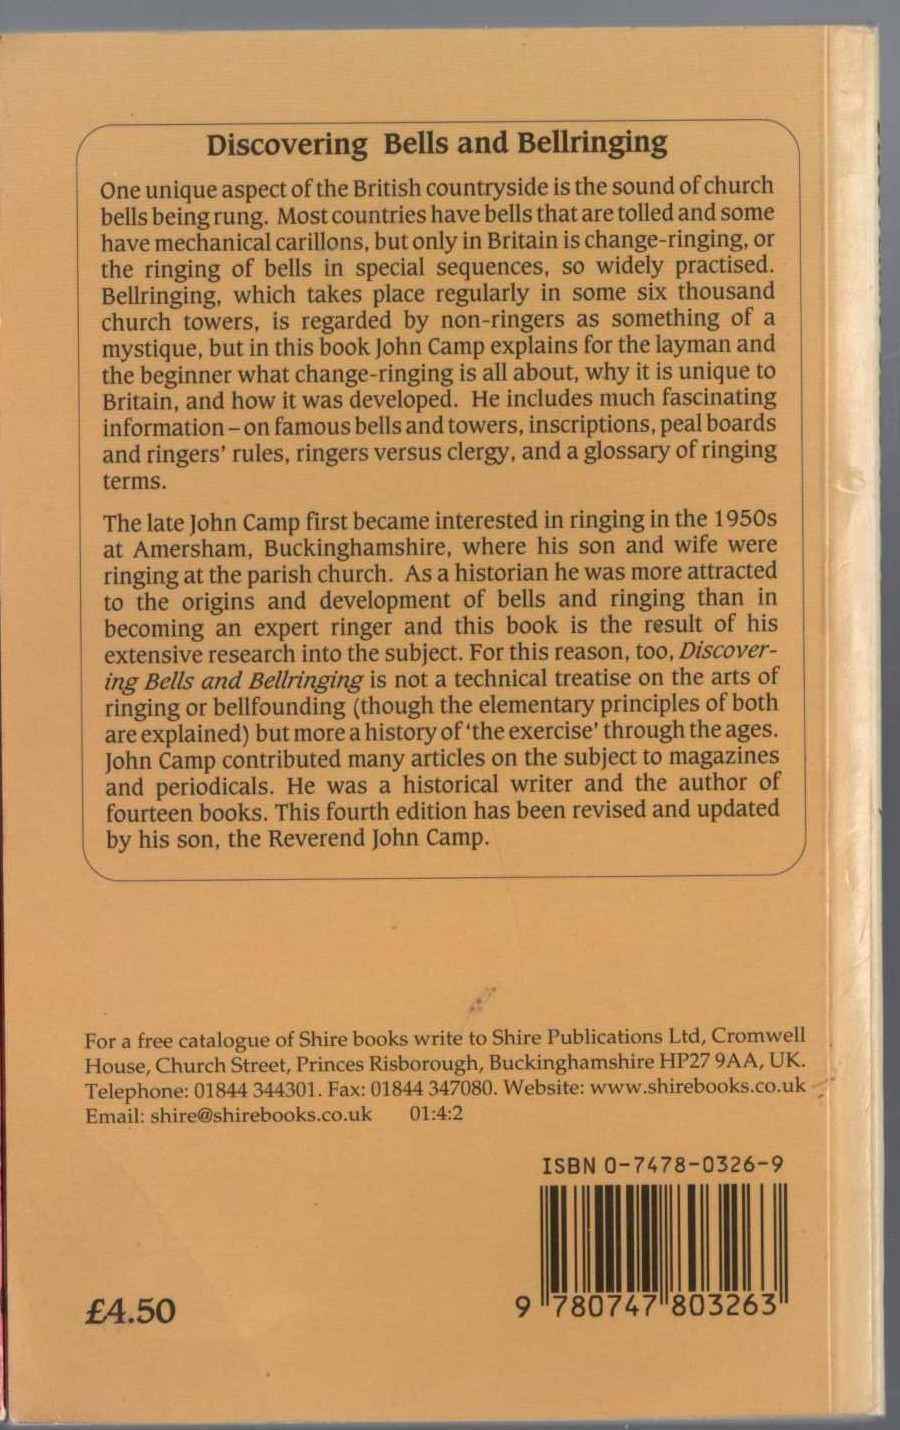 Discovering Bells and Bellringing
One unique aspect of the British countryside is the sound of church
bells being rung. Most countries have bells that are tolled and some
have mechanical carillons, but only in Britain is change-ringing, or
the ringing of bells in special sequences, so widely practised.
Bellringing, which takes place regularly in some six thousand
church towers, is regarded by non-ringers as something of a
mystique, but in this book John Camp explains for the layman and
the beginner what change-ringing is all about, why it is unique to
Britain, and how it was developed. He includes much fascinating
information – on famous bells and towers, inscriptions, peal boards
and ringers' rules, ringers versus clergy, and a glossary of ringing
terms.
The late John Camp first became interested in ringing in the 1950s
at Amersham, Buckinghamshire, where his son and wife were
ringing at the parish church. As a historian he was more attracted
to the origins and development of bells and ringing than in
becoming an expert ringer and this book is the result of his
extensive research into the subject. For this reason, too, Discover-
ing Bells and Bellringing is not a technical treatise on the arts of
ringing or bellfounding (though the elementary principles of both
are explained) but more a history of 'the exercise' through the ages.
John Camp contributed many articles on the subject to magazines
and periodicals. He was a historical writer and the author of
fourteen books. This fourth edition has been revised and updated
by his son, the Reverend John Camp.
For a free catalogue of Shire books write to Shire Publications Ltd, Cromwell
House, Church Street, Princes Risborough, Buckinghamshire HP27 9AA, UK.
Telephone: 01844 344301. Fax: 01844 347080. Website: www.shirebooks.co.uk
Email: shire@shirebooks.co.uk 01:4:2
ISBN 0-7478-0326-9
9 780747 803263
£4.50